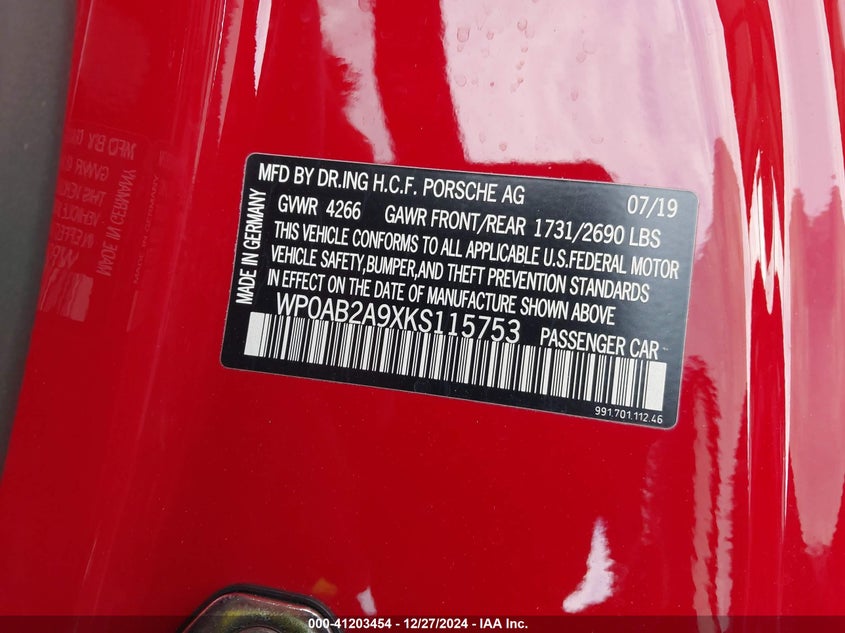 MFD BY DR.ING H.C.F. PORSCHE AG 07/19
GVWR 4266 GAWR FRONT/REAR 1731/2690 LBS
THIS VEHICLE CONFORMS TO ALL APPLICABLE U.S.FEDERAL MOTOR
VEHICLE SAFETY,BUMPER,AND THEFT PREVENTION STANDARDS
IN EFFECT ON THE DATE OF MANUFACTURE SHOWN ABOVE
WP0AB2A9XKS115753 PASSENGER CAR
MADE IN GERMANY
991.701.112.46
000-41203454 - 12/27/2024 - IAA Inc.